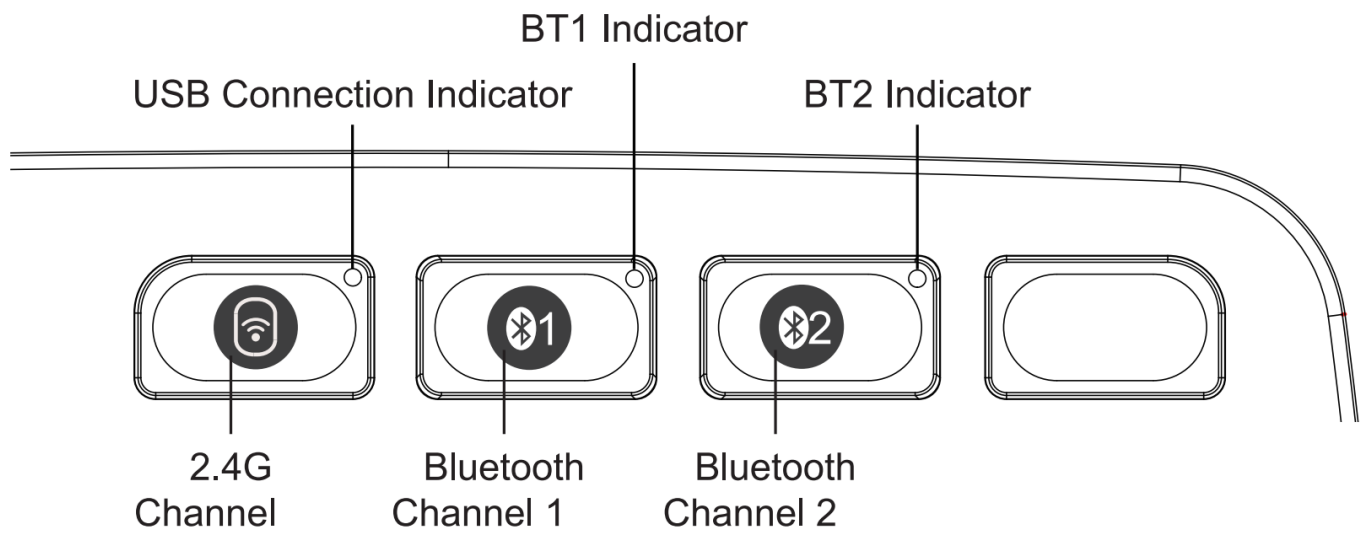 BT1 Indicator
USB Connection Indicator
BT2 Indicator
1
2
2.4G
Channel
Bluetooth
Channel 1
Bluetooth
Channel 2